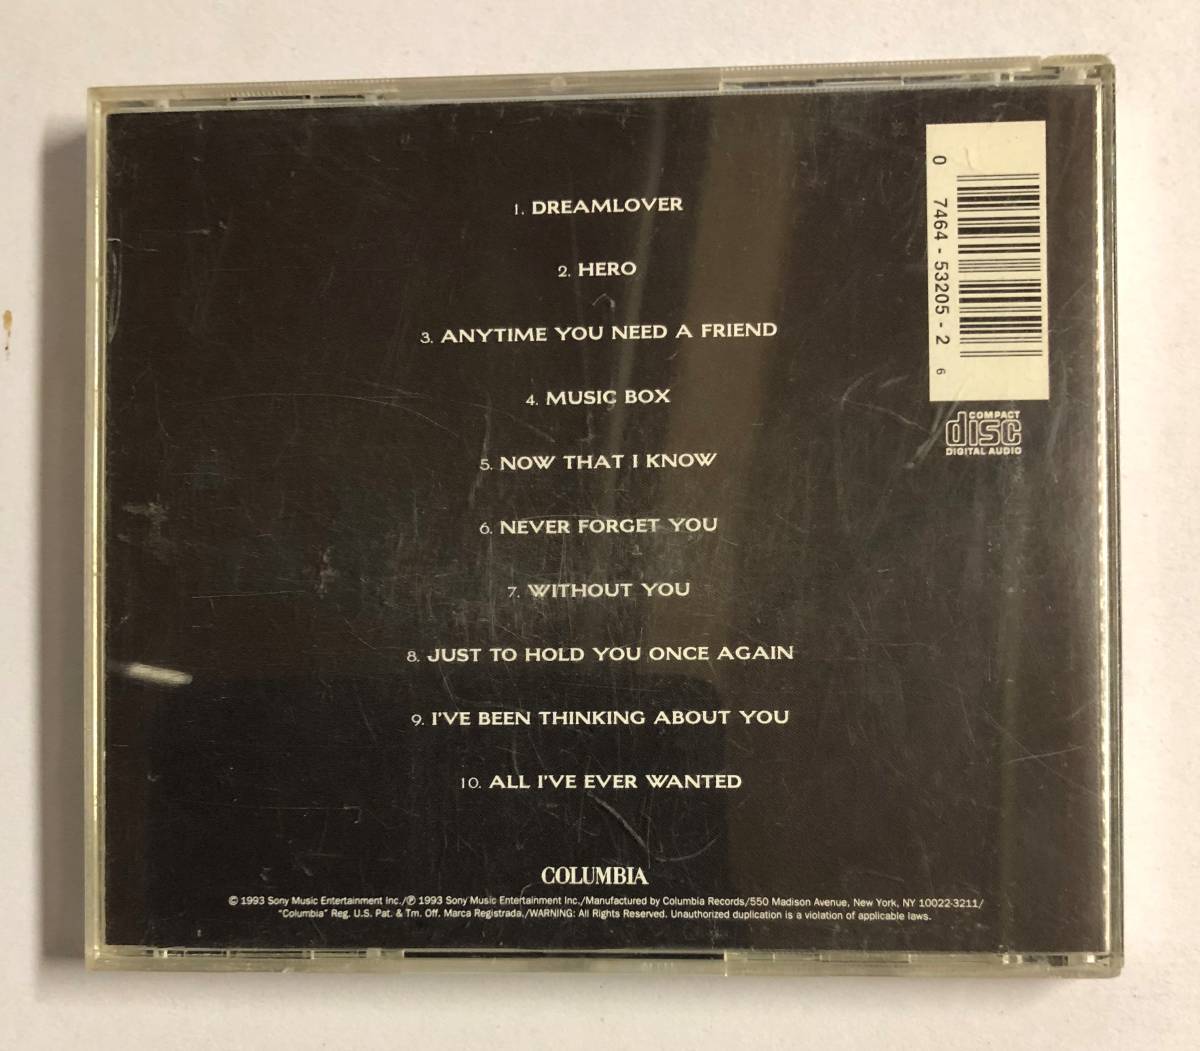 1. DREAMLOVER
2. HERO
3. ANYTIME YOU NEED A FRIEND
4. MUSIC BOX
5. NOW THAT I KNOW
6. NEVER FORGET YOU
7. WITHOUT YOU
8. JUST TO HOLD YOU ONCE AGAIN
9. I'VE BEEN THINKING ABOUT YOU
10. ALL I'VE EVER WANTED
0 7464-53205-2 6
COMPACT
disc
DIGITAL AUDIO
COLUMBIA
© 1993 Sony Music Entertainment Inc./℗ 1993 Sony Music Entertainment Inc./Manufactured by Columbia Records/550 Madison Avenue, New York, NY 10022-3211/
"Columbia" Reg. U.S. Pat. & Tm. Off. Marca Registrada./WARNING: All Rights Reserved. Unauthorized duplication is a violation of applicable laws.